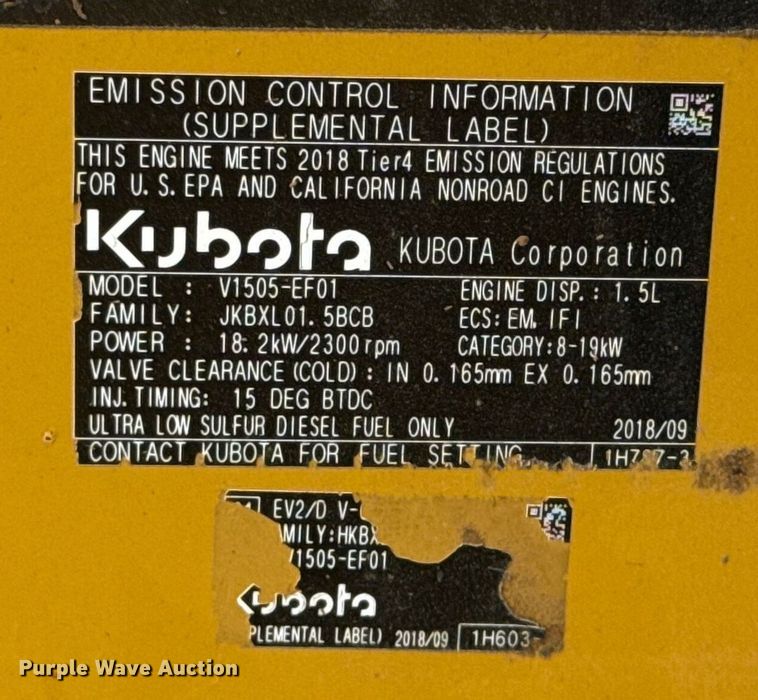 EMISSION CONTROL INFORMATION
(SUPPLEMENTAL LABEL)
THIS ENGINE MEETS 2018 Tier4 EMISSION REGULATIONS
FOR U.S. EPA AND CALIFORNIA NONROAD CI ENGINES.
Kubota KUBOTA Corporation
MODEL : V1505-EF01 ENGINE DISP.: 1.5L
FAMILY: JKBXL01.5BCB ECS: EM, IFI
POWER : 18.2kW/2300rpm CATEGORY:8-19kW
VALVE CLEARANCE(COLD): IN 0.165mm EX 0.165mm
INJ. TIMING: 15 DEG BTDC
ULTRA LOW SULFUR DIESEL FUEL ONLY 2018/09
CONTACT KUBOTA FOR FUEL SETTING.
EV2/D V-
MILY:HKBX
V1505-EF01
Kubota
PLEMENTAL LABEL) 2018/09 1H603-
Purple Wave Auction